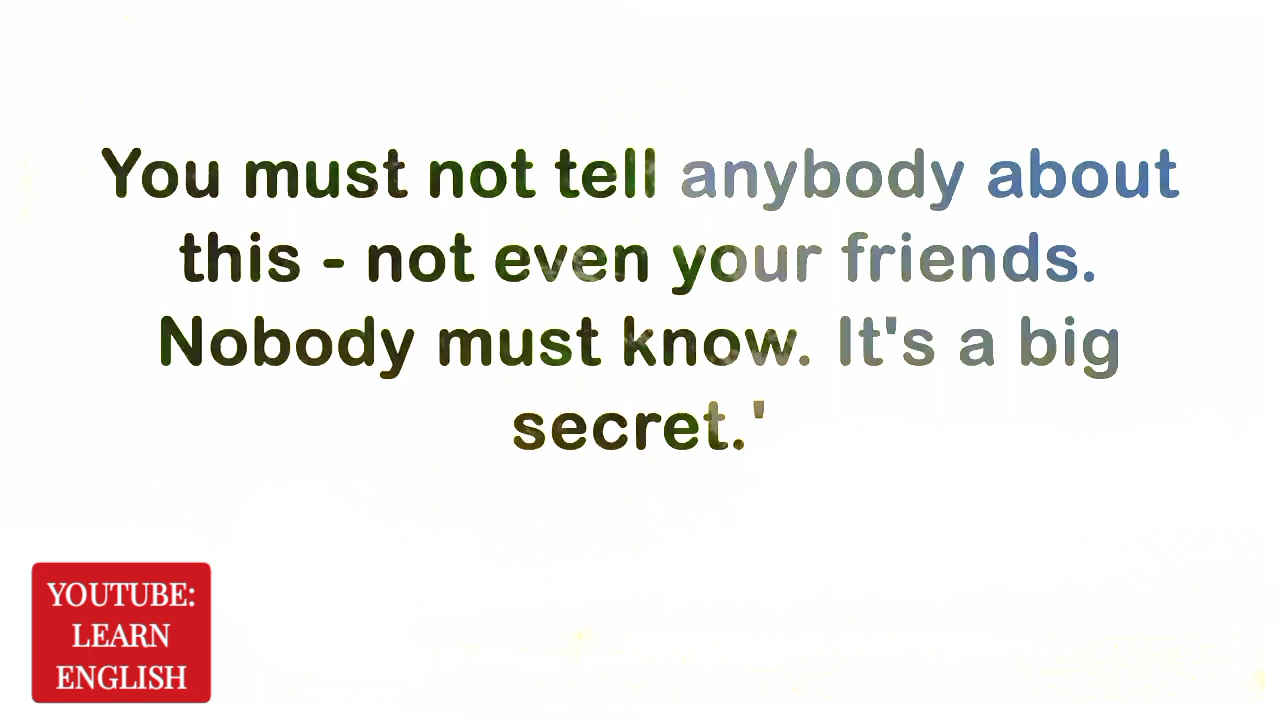 You must not tell anybody about
this - not even your friends.
Nobody must know. It's a big
secret.'
YOUTUBE:
LEARN
ENGLISH